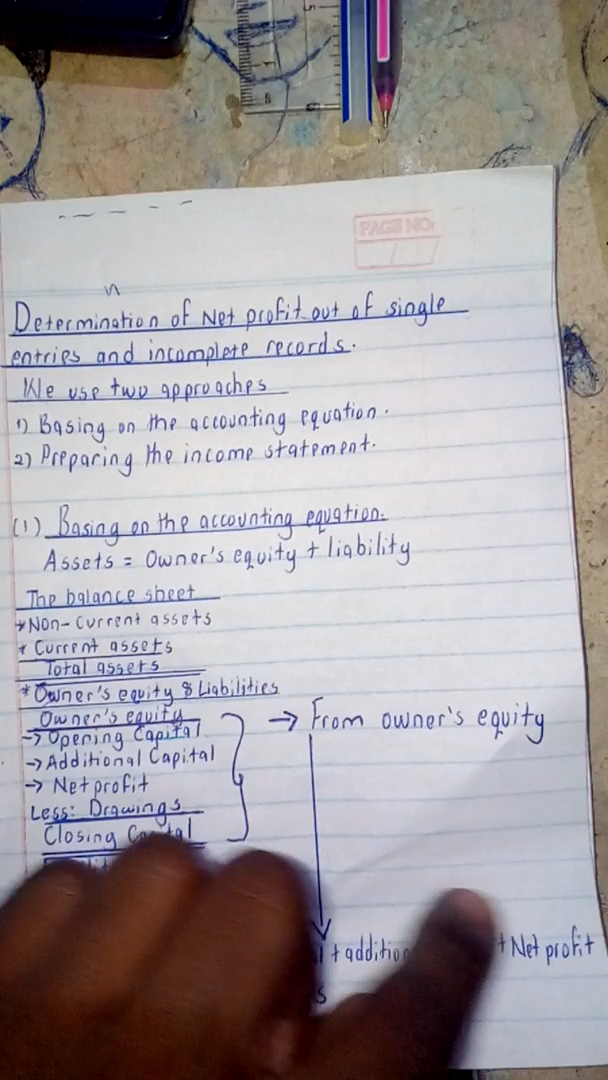 PAGE NO:
Determination of Net profit out of single
entries and incomplete records.
We use two approaches
1) Basing on the accounting equation.
2) Preparing the income statement.
(1) Basing on the accounting equation.
Assets = Owner's equity + liability
The balance sheet
* Non-current assets
* Current assets
Total assets
* Owner's equity & Liabilities
Owner's equity
→ Opening Capital
→ Additional Capital
→ Net profit
Less: Drawings
Closing
→ From owner's equity
+ Net profit